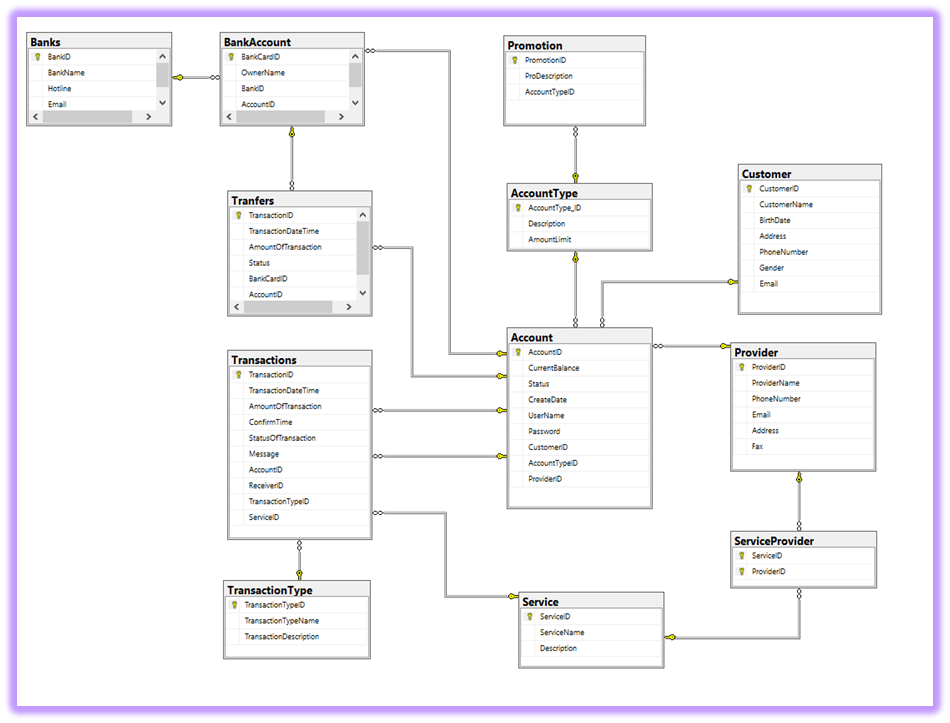 Banks
BankID
BankName
Hotline
Email
BankAccount
BankCardID
OwnerName
BankID
AccountID
Promotion
PromotionID
ProDescription
AccountTypeID
AccountType
AccountType_ID
Description
AmountLimit
Customer
CustomerID
CustomerName
BirthDate
Address
PhoneNumber
Gender
Email
Tranfers
TransactionID
TransactionDateTime
AmountOfTransaction
Status
BankCardID
AccountID
Account
AccountID
CurrentBalance
Status
CreateDate
UserName
Password
CustomerID
AccountTypeID
ProviderID
Provider
ProviderID
ProviderName
PhoneNumber
Email
Address
Fax
Transactions
TransactionID
TransactionDateTime
AmountOfTransaction
ConfirmTime
StatusOfTransaction
Message
AccountID
ReceiverID
TransactionTypeID
ServiceID
ServiceProvider
ServiceID
ProviderID
TransactionType
TransactionTypeID
TransactionTypeName
TransactionDescription
Service
ServiceID
ServiceName
Description